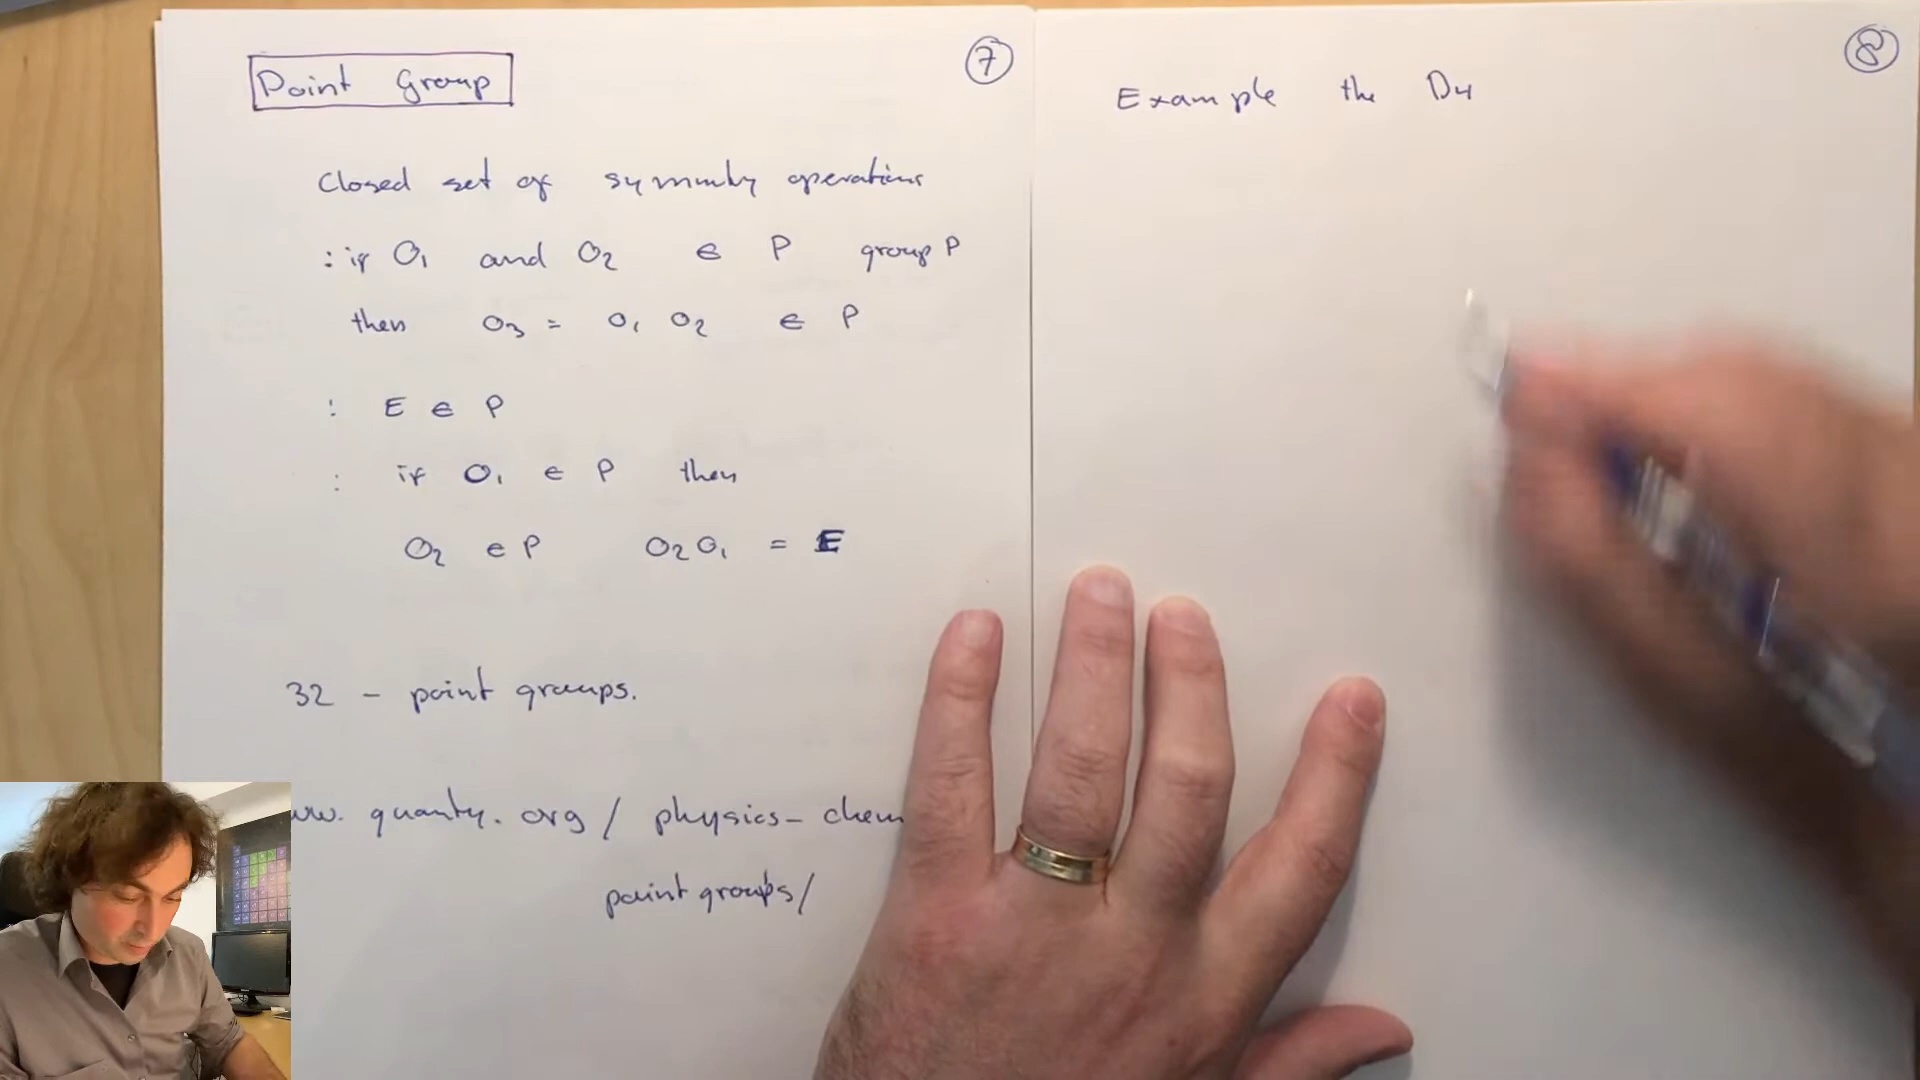 Point Group
7
Closed set of symmetry operations
: if O1 and O2 ∈ P group P
then O3 = O1 O2 ∈ P
: E ∈ P
: if O1 ∈ P then
O2 ∈ P O2O1 = E
32 - point groups.
ww. quanty.org / physics-chem
point groups/
8
Example the D4